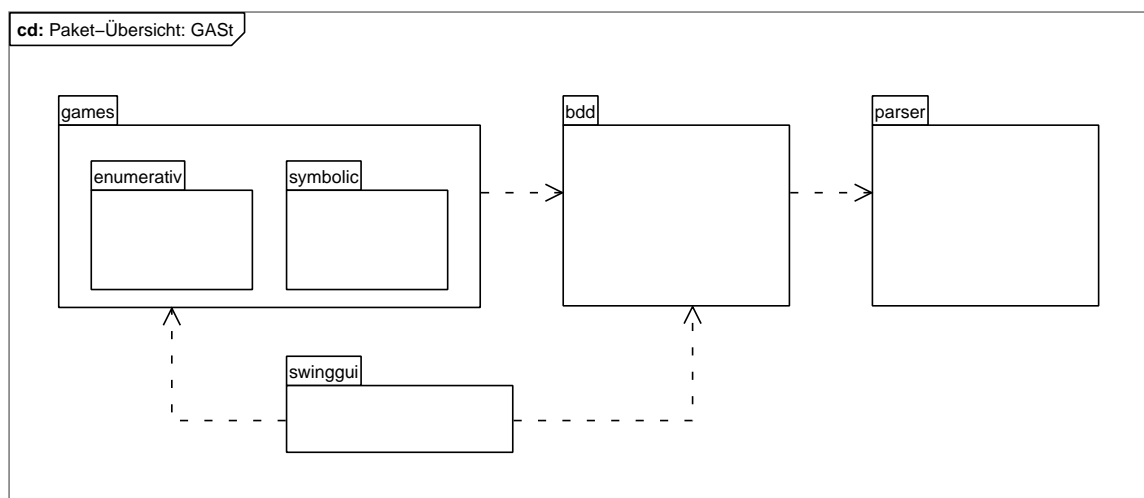 cd: Paket−Übersicht: GASt
games
bdd
parser
enumerativ
symbolic
swinggui